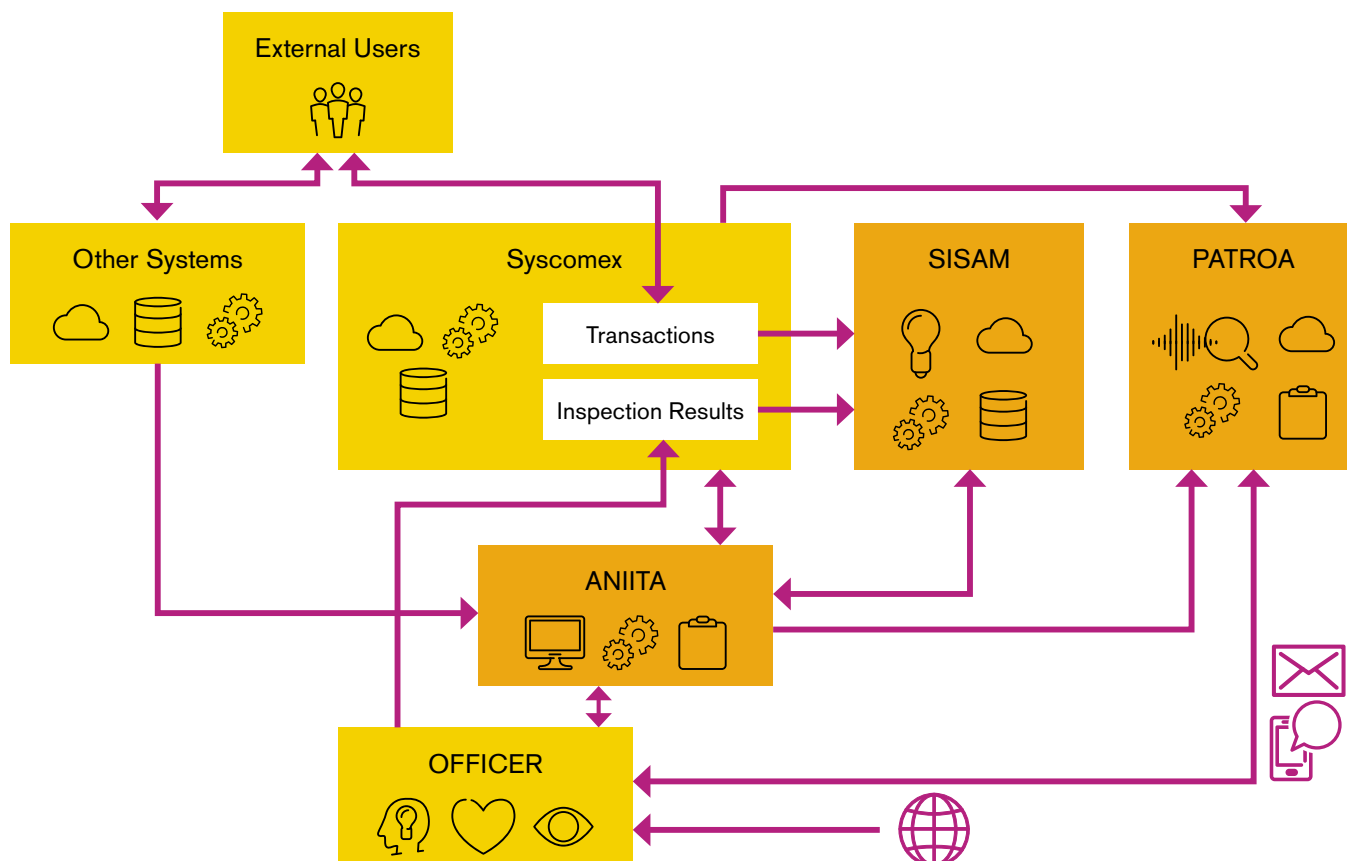 External Users
Other Systems
Syscomex
SISAM
PATROA
Transactions
Inspection Results
ANIITA
OFFICER